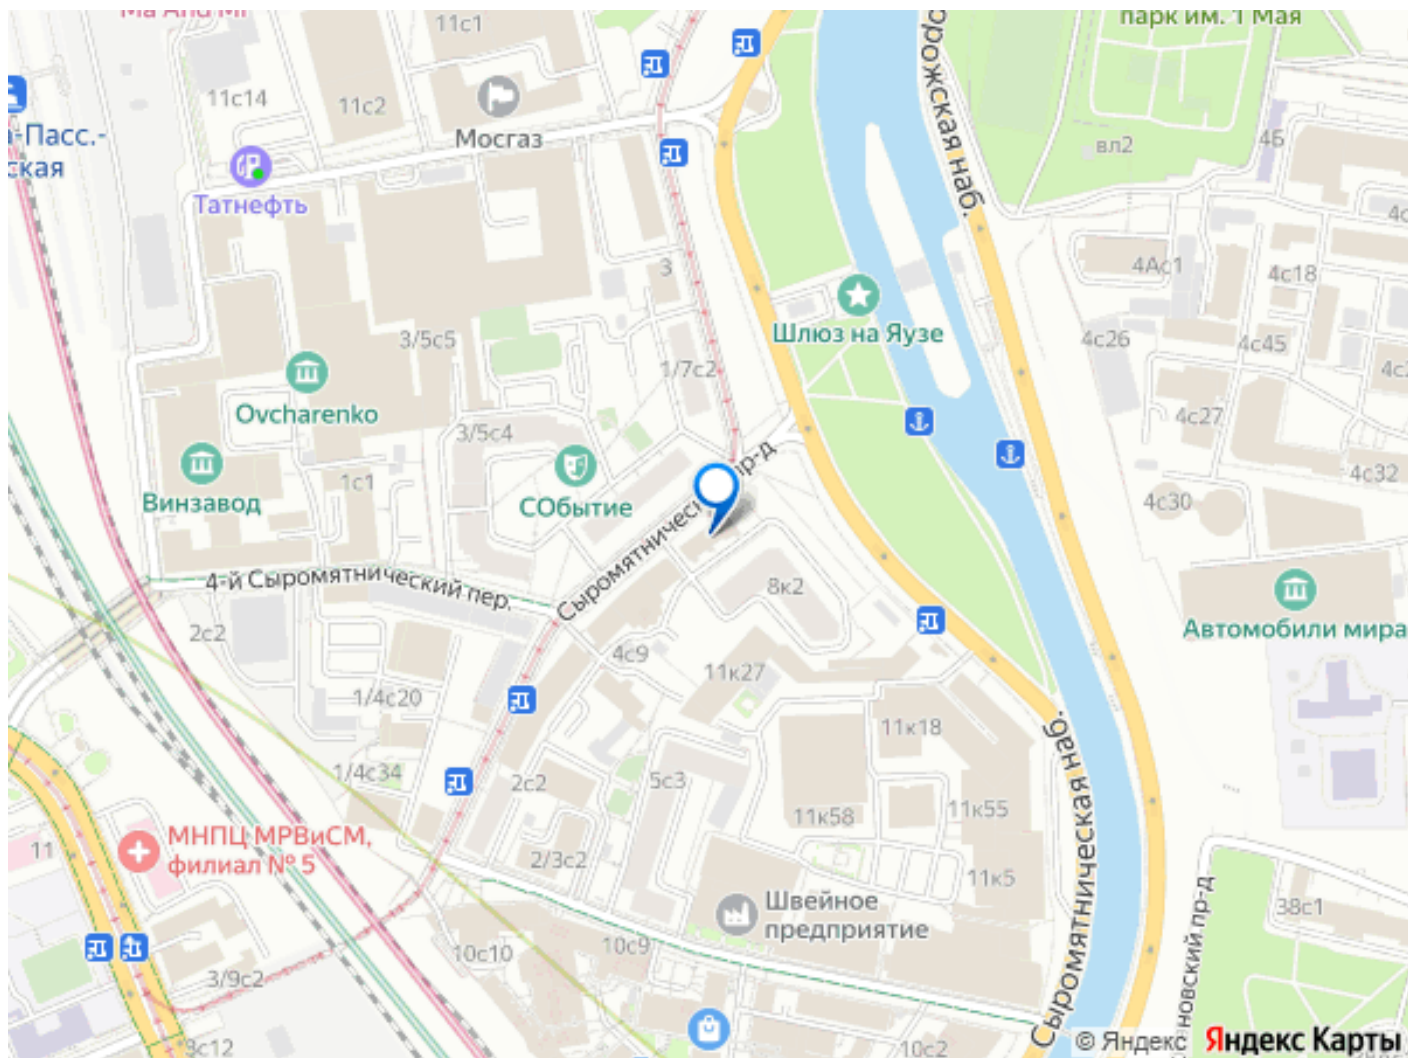 11с1
парк им. 1 Мая
11с14
11с2
Мосгаз
а-Пасс.-
ская
Татнефть
орожская наб.
вл2
4Б
3
4Ас1
4с18
Шлюз на Яузе
3/5с5
1/7с2
4с26
4с45
Ovcharenko
3/5с4
4с27
Винзавод
1с1
СОбытие
4с30
4с32
Сыромятнический пр-д
4-й Сыромятнический пер.
8к2
2с2
4с9
11к27
Автомобили мира
1/4с20
11к18
Сыромятническая наб.
1/4с34
2с2
5с3
11к58
11к55
11
МНПЦ МРВиСМ,
филиал № 5
2/3с2
11к5
Швейное
предприятие
38с1
новский пр-д
3/9с2
10с10
10с9
10с2
© Яндекс
Яндекс Карты